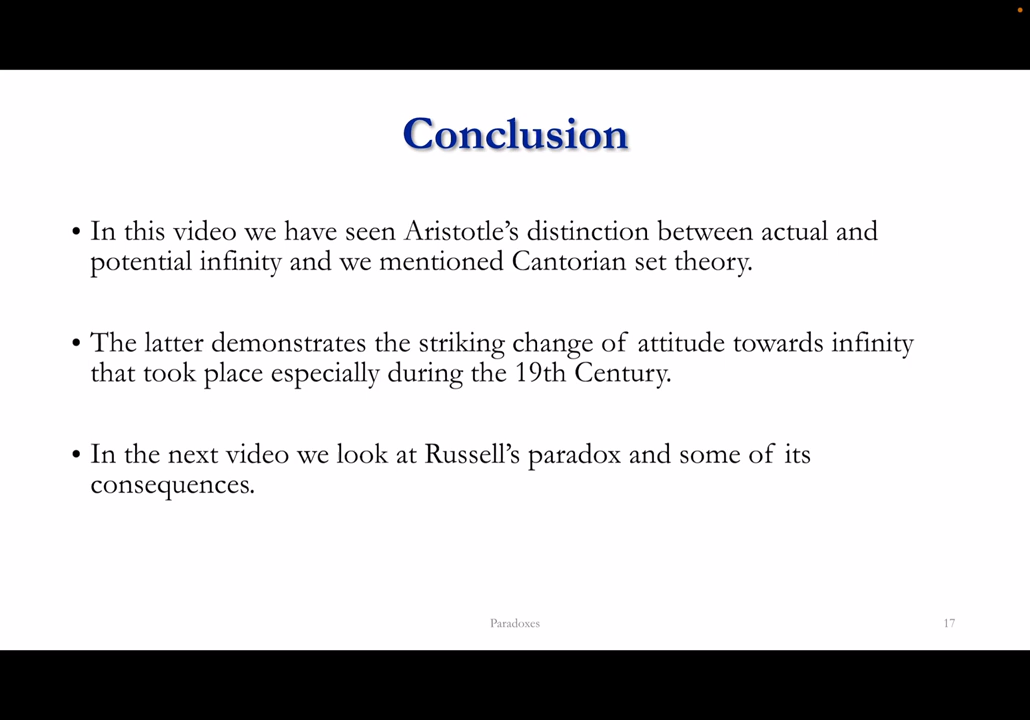 Conclusion
• In this video we have seen Aristotle’s distinction between actual and
potential infinity and we mentioned Cantorian set theory.
• The latter demonstrates the striking change of attitude towards infinity
that took place especially during the 19th Century.
• In the next video we look at Russell’s paradox and some of its
consequences.
Paradoxes
17